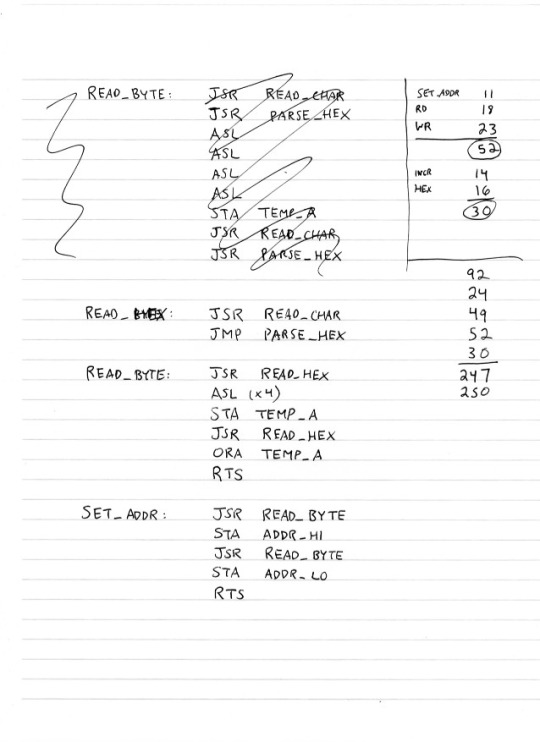 READ_BYTE: JSR READ_CHAR
JSR PARSE_HEX
ASL
ASL
ASL
ASL
STA TEMP_A
JSR READ_CHAR
JSR PARSE_HEX
SET_ADDR 11
RD 18
WR 23
52
INCR 14
HEX 16
30
92
24
49
52
30
247
250
READ_HEX: JSR READ_CHAR
JMP PARSE_HEX
READ_BYTE: JSR READ_HEX
ASL (x4)
STA TEMP_A
JSR READ_HEX
ORA TEMP_A
RTS
SET_ADDR: JSR READ_BYTE
STA ADDR_HI
JSR READ_BYTE
STA ADDR_LO
RTS